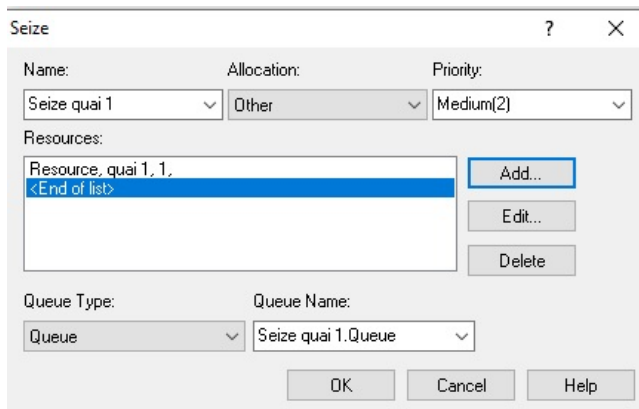 Seize ? ×
Name: Allocation: Priority:
Seize quai 1 Other Medium(2)
Resources:
Resource, quai 1, 1,
<End of list>
Add...
Edit...
Delete
Queue Type: Queue Name:
Queue Seize quai 1.Queue
OK Cancel Help